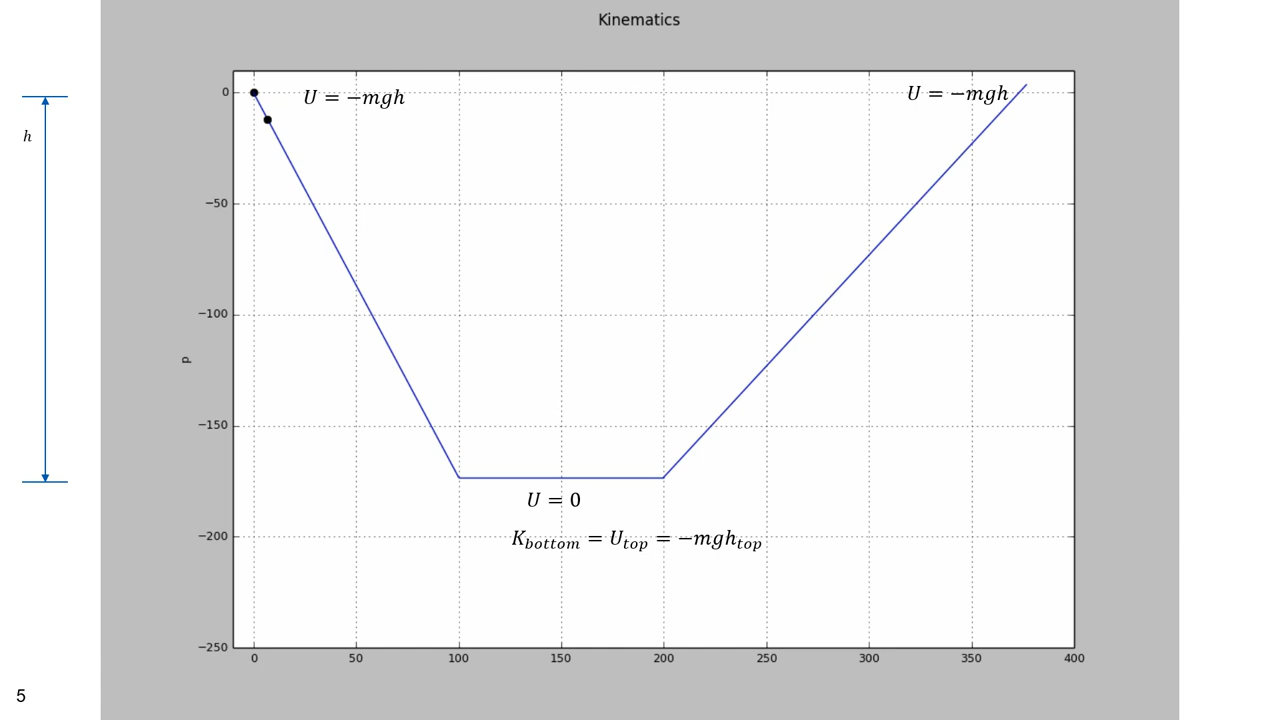 Kinematics
0
U = −mgh
U = −mgh
h
−50
−100
p
−150
U = 0
−200
K_bottom = U_top = −mgh_top
−250
0 50 100 150 200 250 300 350 400
5